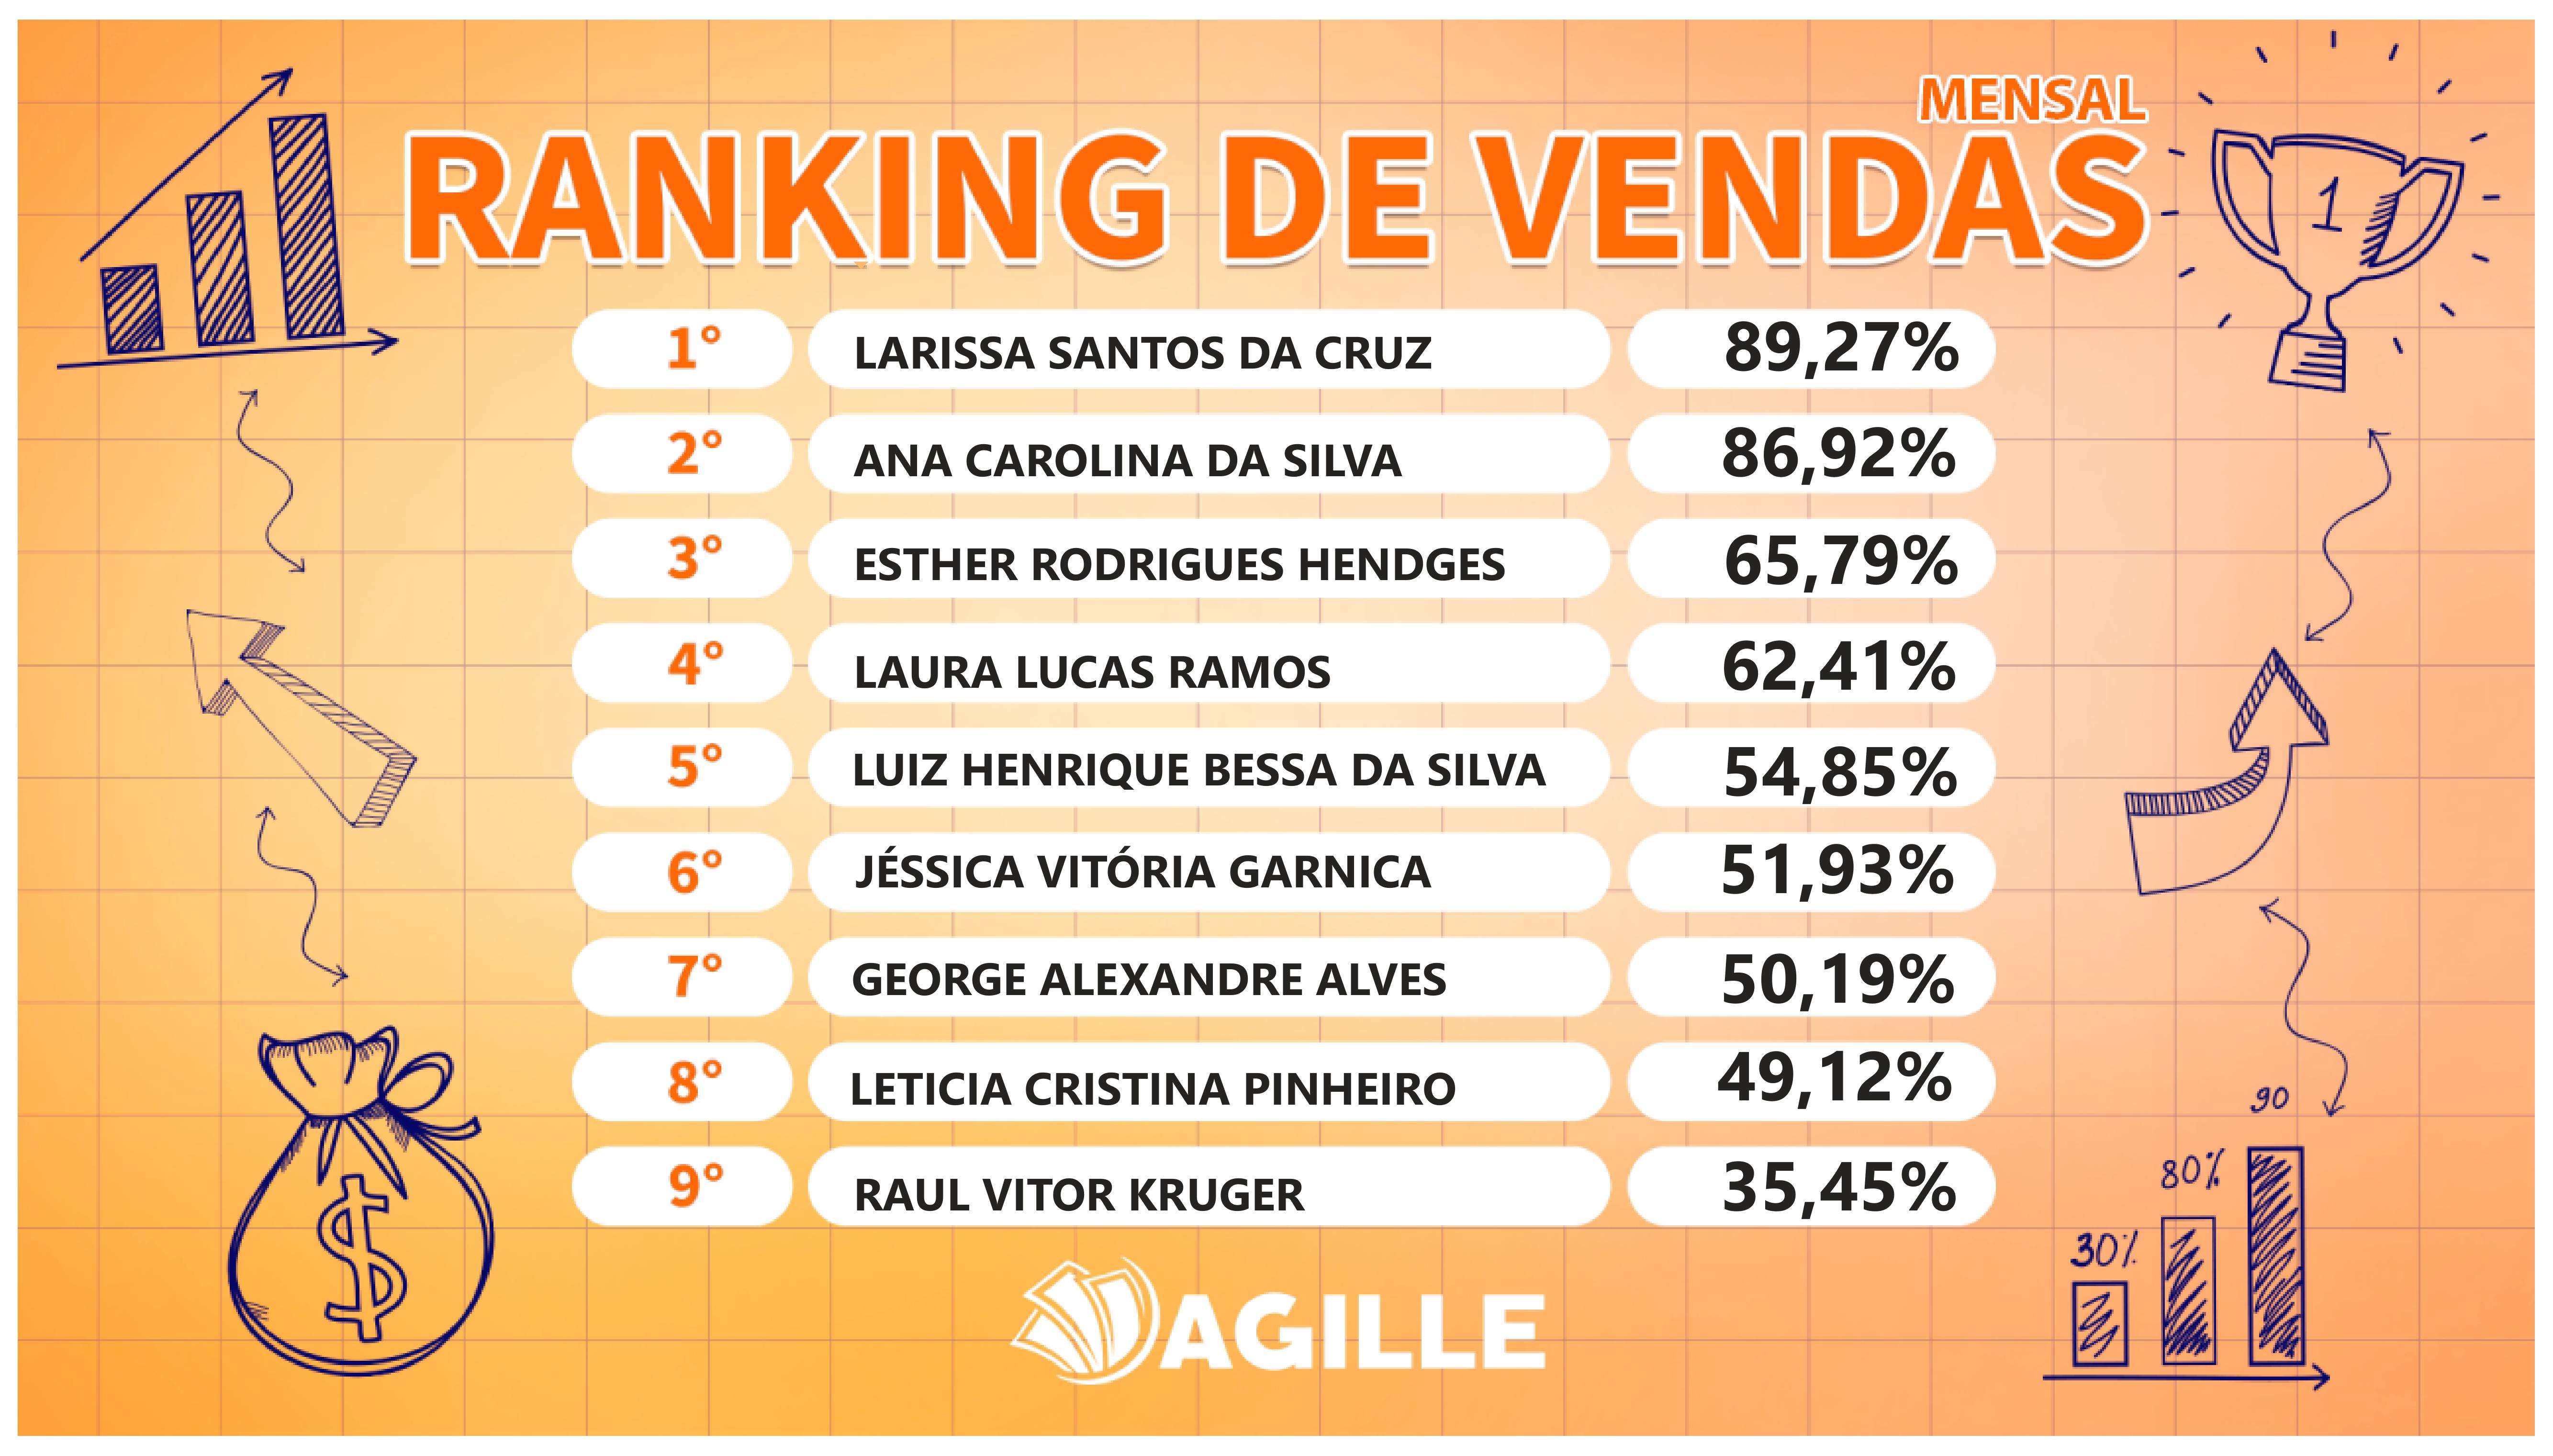 MENSAL
RANKING DE VENDAS
1
1° LARISSA SANTOS DA CRUZ 89,27%
2° ANA CAROLINA DA SILVA 86,92%
3° ESTHER RODRIGUES HENDGES 65,79%
4° LAURA LUCAS RAMOS 62,41%
5° LUIZ HENRIQUE BESSA DA SILVA 54,85%
6° JÉSSICA VITÓRIA GARNICA 51,93%
7° GEORGE ALEXANDRE ALVES 50,19%
8° LETICIA CRISTINA PINHEIRO 49,12%
9° RAUL VITOR KRUGER 35,45%
90
80%
30%
$
AGILLE